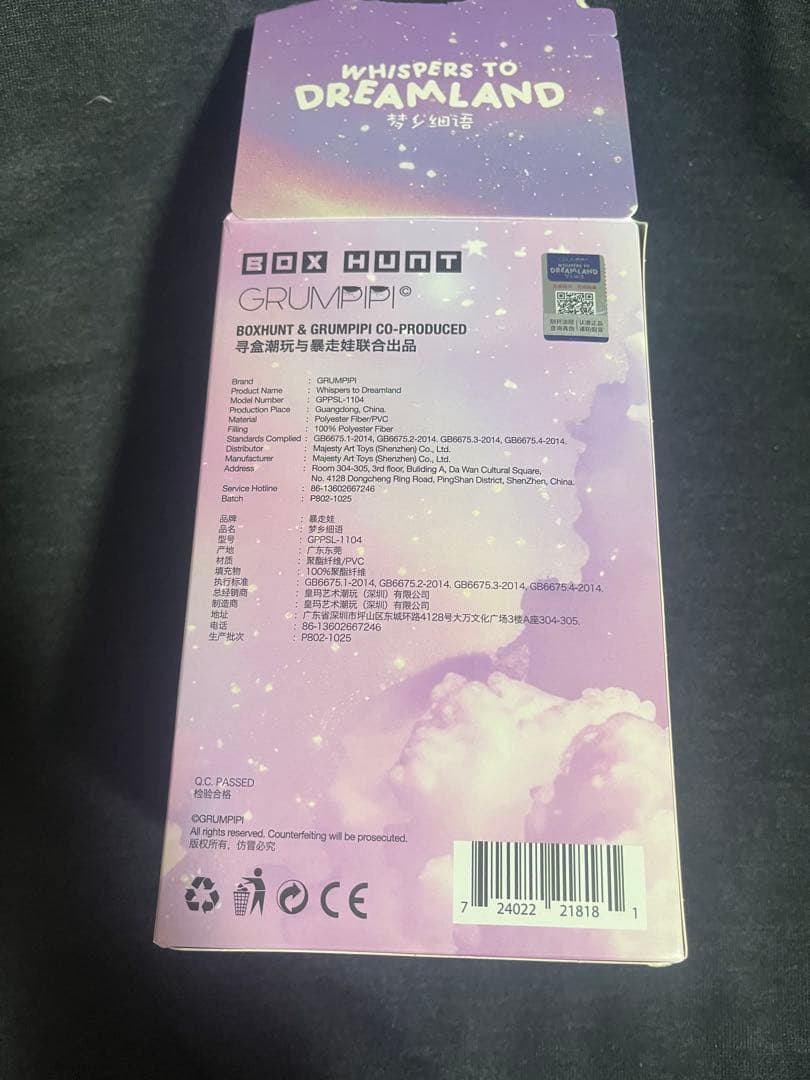 WHISPERS TO
DREAMLAND
梦乡细语
BOX HUNT
GRUMPIPI©
BOXHUNT & GRUMPIPI CO-PRODUCED
寻盒潮玩与暴走娃联合出品
WHISPERS TO
DREAMLAND
Brand : GRUMPIPI
Product Name : Whispers to Dreamland
Model Number : GPPSL-1104
Production Place : Guangdong, China.
Material : Polyester Fiber/PVC
Filling : 100% Polyester Fiber
Standards Complied : GB6675.1-2014, GB6675.2-2014. GB6675.3-2014, GB6675.4-2014.
Distributor : Majesty Art Toys (Shenzhen) Co., Ltd.
Manufacturer : Majesty Art Toys (Shenzhen) Co., Ltd.
Address : Room 304-305, 3rd floor, Buliding A, Da Wan Cultural Square,
No. 4128 Dongcheng Ring Road, PingShan District, ShenZhen, China.
Service Hotline : 86-13602667246
Batch : P802-1025
品牌 : 暴走娃
品名 : 梦乡细语
型号 : GPPSL-1104
产地 : 广东东莞
材质 : 聚酯纤维/PVC
填充物 : 100%聚酯纤维
执行标准 : GB6675.1-2014, GB6675.2-2014. GB6675.3-2014, GB6675.4-2014.
总经销商 : 皇玛艺术潮玩（深圳）有限公司
制造商 : 皇玛艺术潮玩（深圳）有限公司
地址 : 广东省深圳市坪山区东城环路4128号大万文化广场3楼A座304-305.
电话 : 86-13602667246
生产批次 : P802-1025
Q.C. PASSED
检验合格
©GRUMPIPI
All rights reserved. Counterfeiting will be prosecuted.
版权所有，仿冒必究
CE
7 24022 21818 1